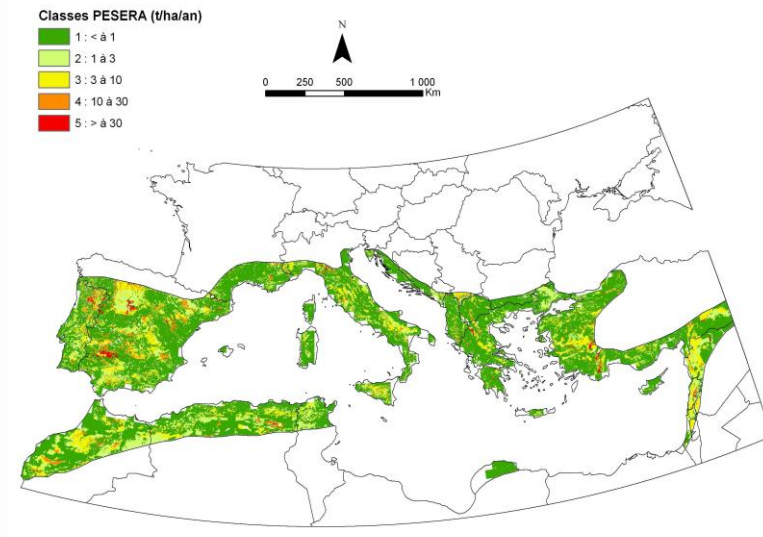 Classes PESERA (t/ha/an)
1 : < à 1
2 : 1 à 3
3 : 3 à 10
4 : 10 à 30
5 : > à 30
N
0 250 500 1 000
Km